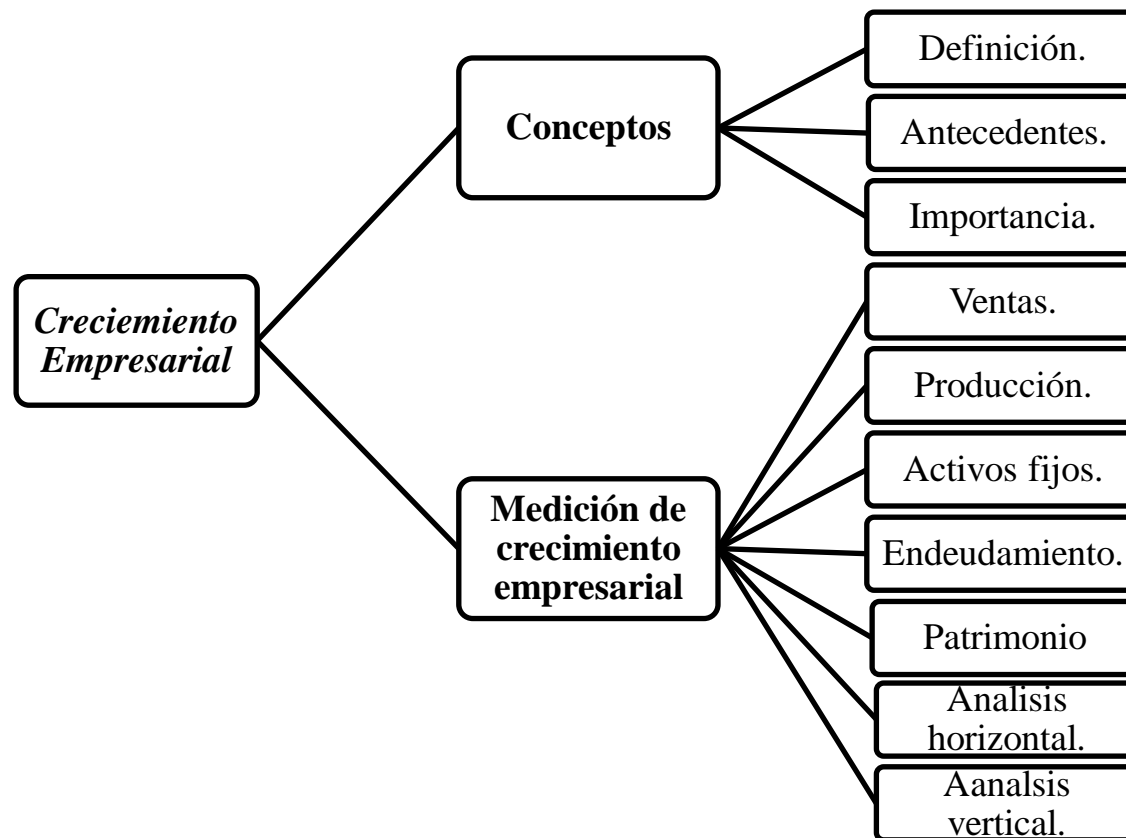 Creciemiento
Empresarial
Conceptos
Definición.
Antecedentes.
Importancia.
Medición de
crecimiento
empresarial
Ventas.
Producción.
Activos fijos.
Endeudamiento.
Patrimonio
Analisis
horizontal.
Aanalsis
vertical.